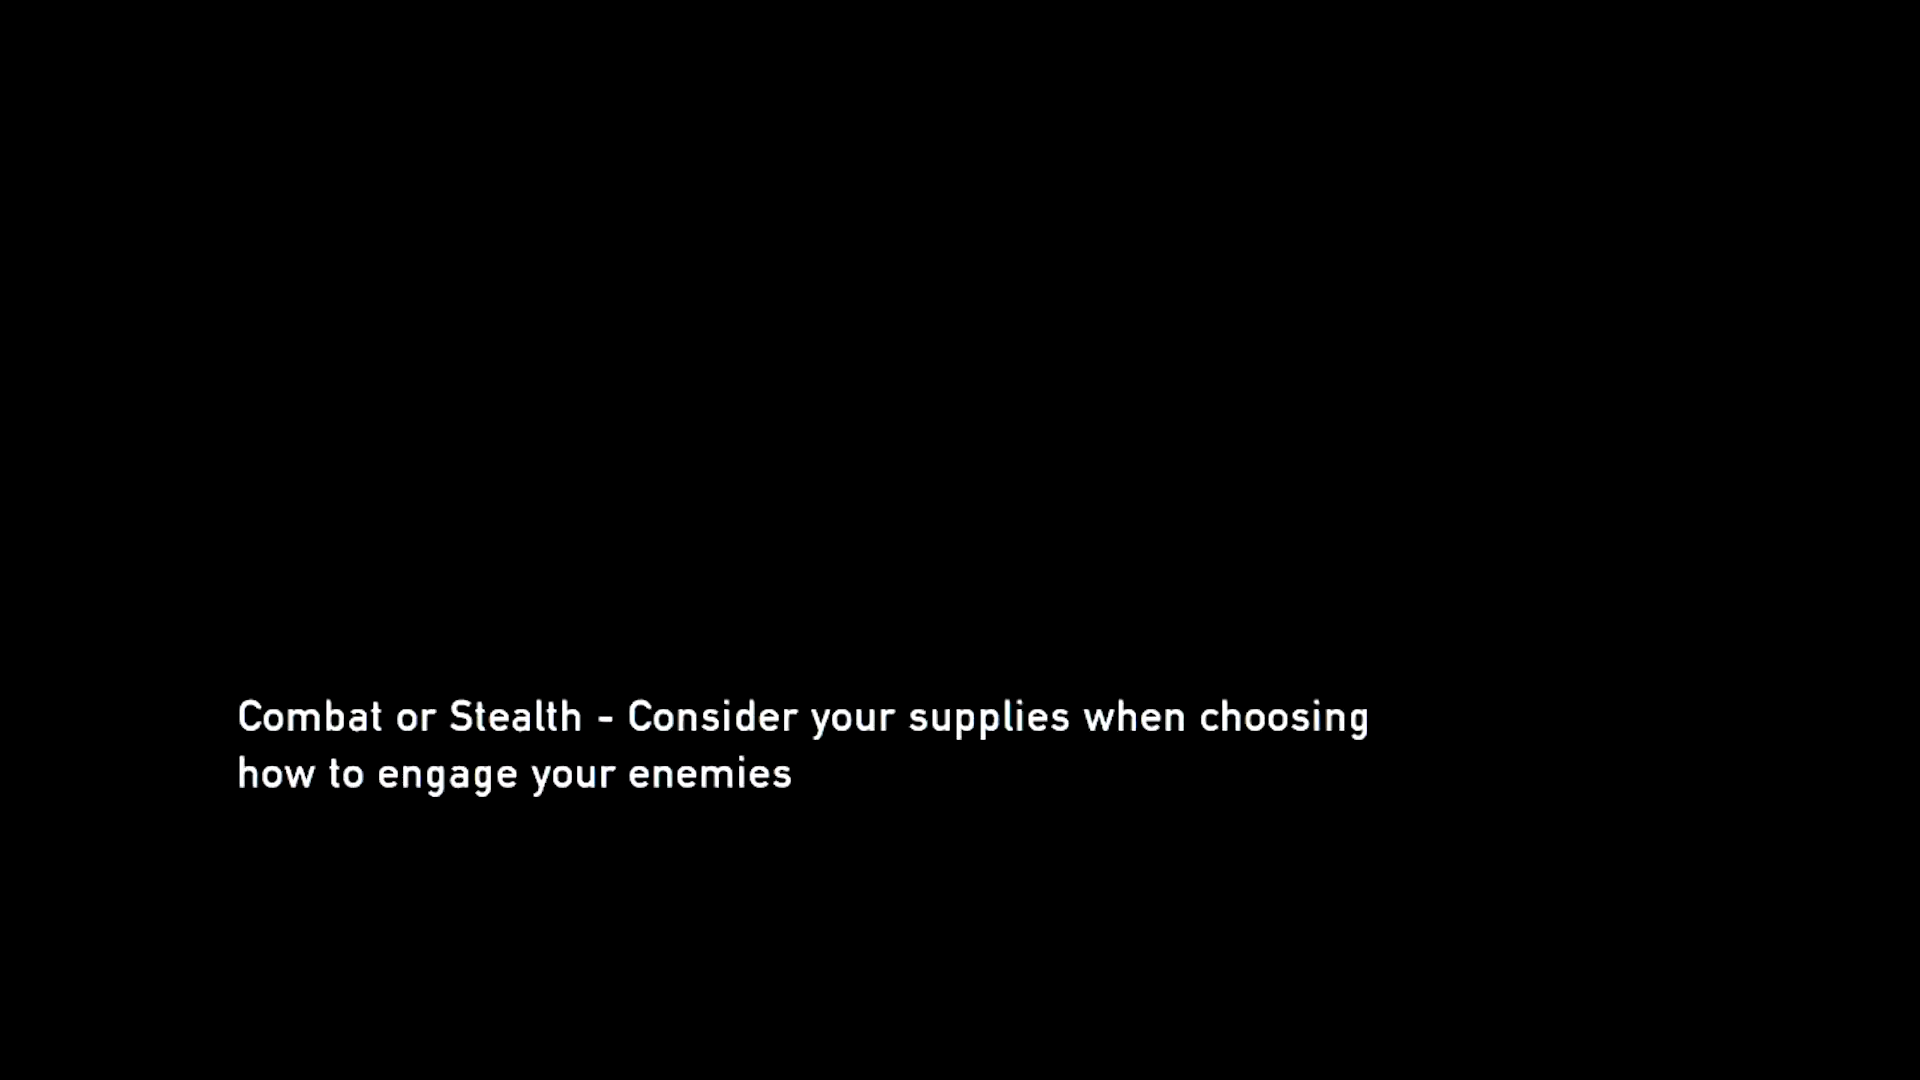 Combat or Stealth - Consider your supplies when choosing
how to engage your enemies